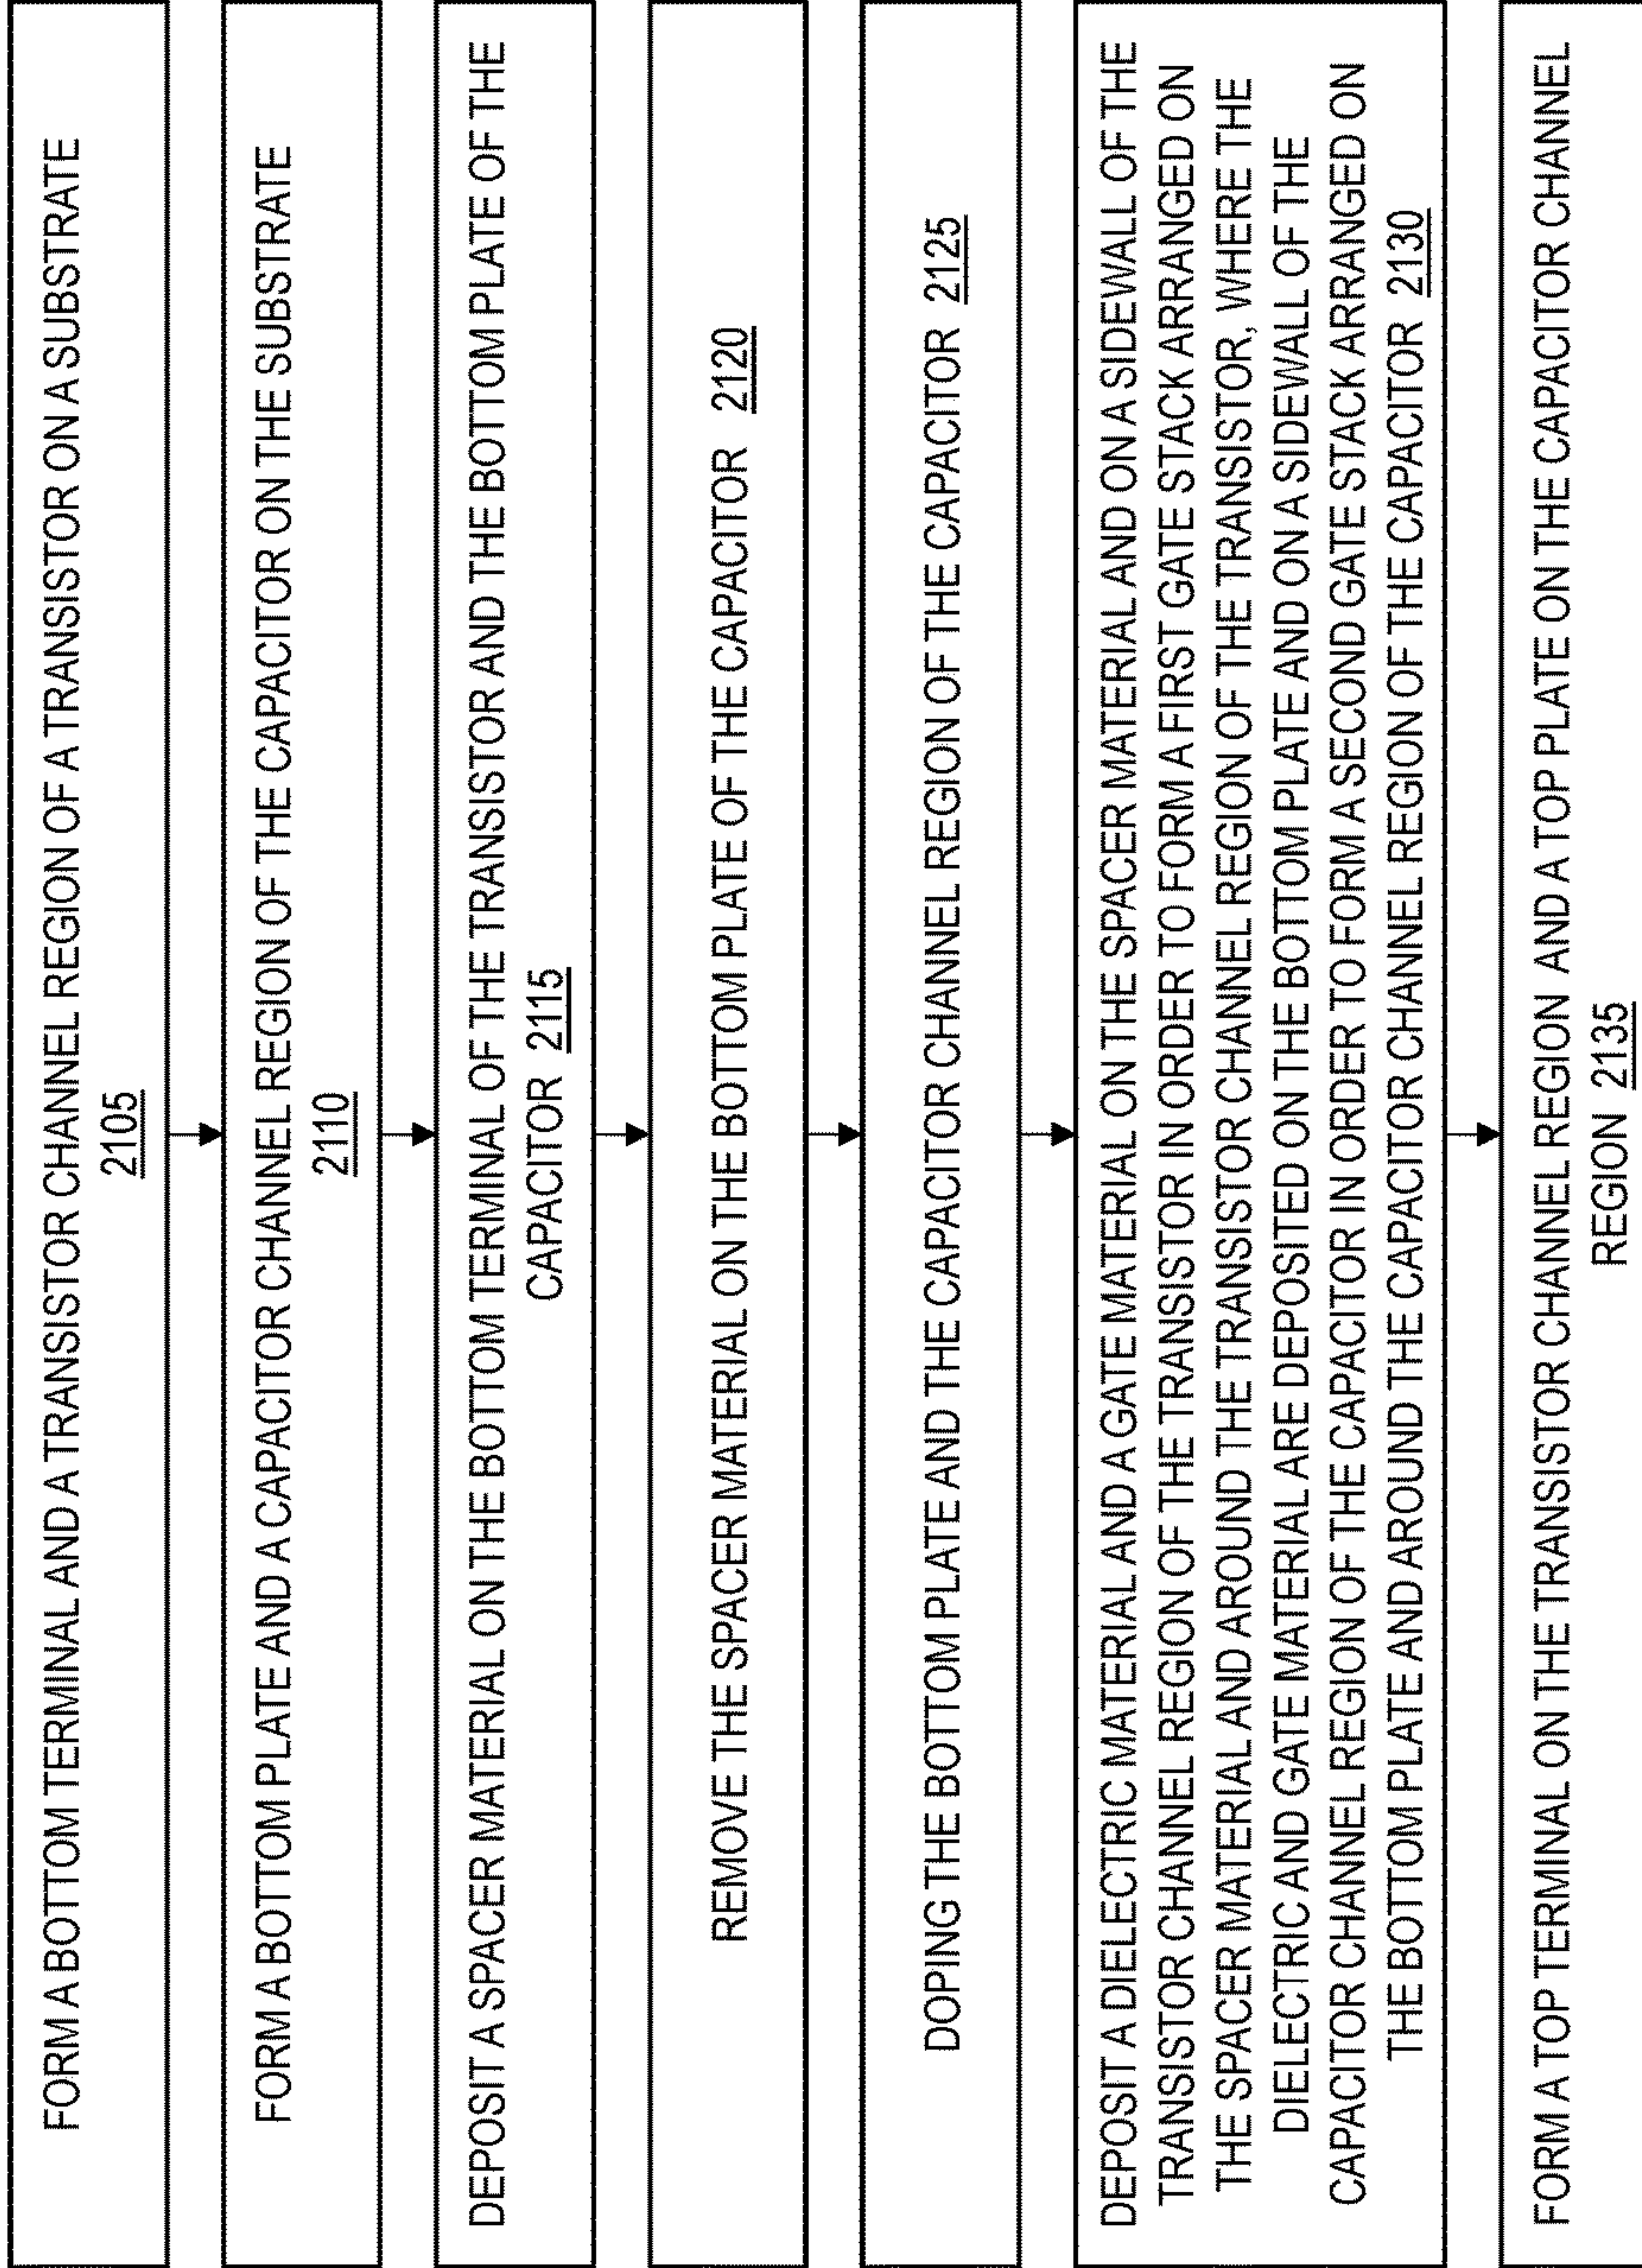 FORM A BOTTOM TERMINAL AND A TRANSISTOR CHANNEL REGION OF A TRANSISTOR ON A SUBSTRATE
2105
FORM A BOTTOM PLATE AND A CAPACITOR CHANNEL REGION OF THE CAPACITOR ON THE SUBSTRATE
2110
DEPOSIT A SPACER MATERIAL ON THE BOTTOM TERMINAL OF THE TRANSISTOR AND THE BOTTOM PLATE OF THE
CAPACITOR 2115
REMOVE THE SPACER MATERIAL ON THE BOTTOM PLATE OF THE CAPACITOR 2120
DOPING THE BOTTOM PLATE AND THE CAPACITOR CHANNEL REGION OF THE CAPACITOR 2125
DEPOSIT A DIELECTRIC MATERIAL AND A GATE MATERIAL ON THE SPACER MATERIAL AND ON A SIDEWALL OF THE
TRANSISTOR CHANNEL REGION OF THE TRANSISTOR IN ORDER TO FORM A FIRST GATE STACK ARRANGED ON
THE SPACER MATERIAL AND AROUND THE TRANSISTOR CHANNEL REGION OF THE TRANSISTOR, WHERE THE
DIELECTRIC AND GATE MATERIAL ARE DEPOSITED ON THE BOTTOM PLATE AND ON A SIDEWALL OF THE
CAPACITOR CHANNEL REGION OF THE CAPACITOR IN ORDER TO FORM A SECOND GATE STACK ARRANGED ON
THE BOTTOM PLATE AND AROUND THE CAPACITOR CHANNEL REGION OF THE CAPACITOR 2130
FORM A TOP TERMINAL ON THE TRANSISTOR CHANNEL REGION AND A TOP PLATE ON THE CAPACITOR CHANNEL
REGION 2135